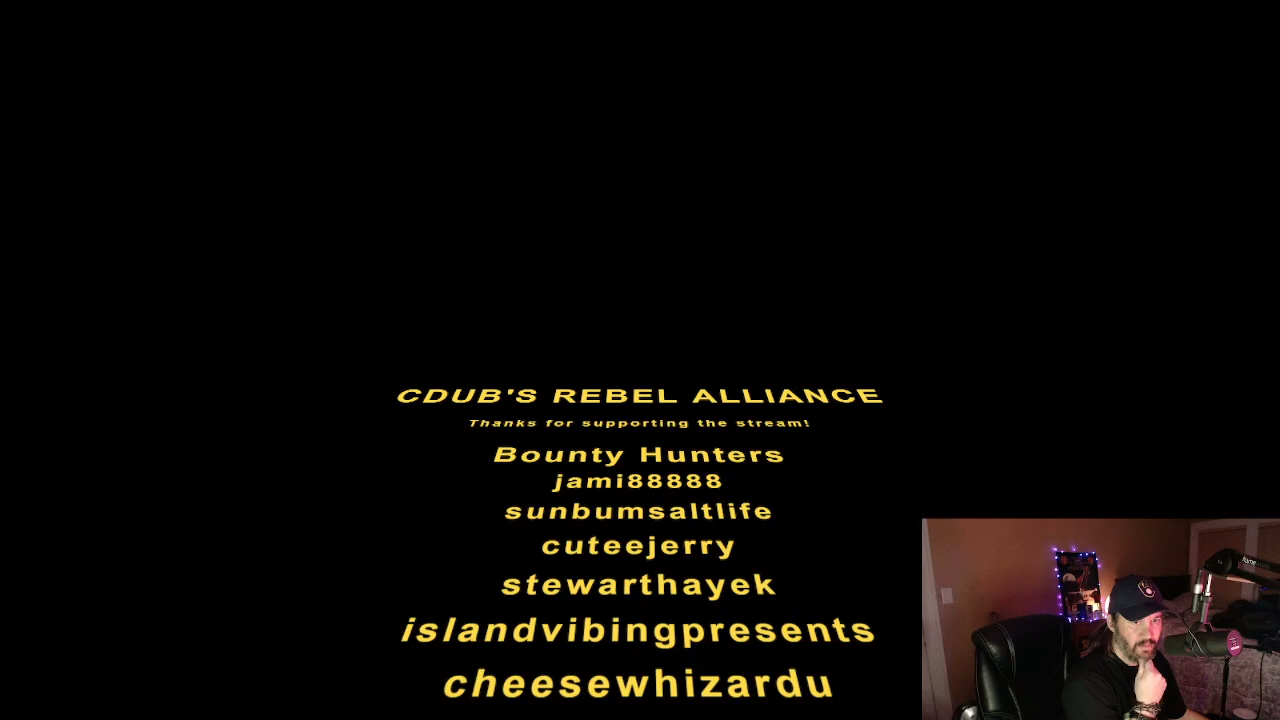 CDUB'S REBEL ALLIANCE
Thanks for supporting the stream!
Bounty Hunters
jami88888
sunbumsaltlife
cuteejerry
stewarthayek
islandvibingpresents
cheesewhizardu